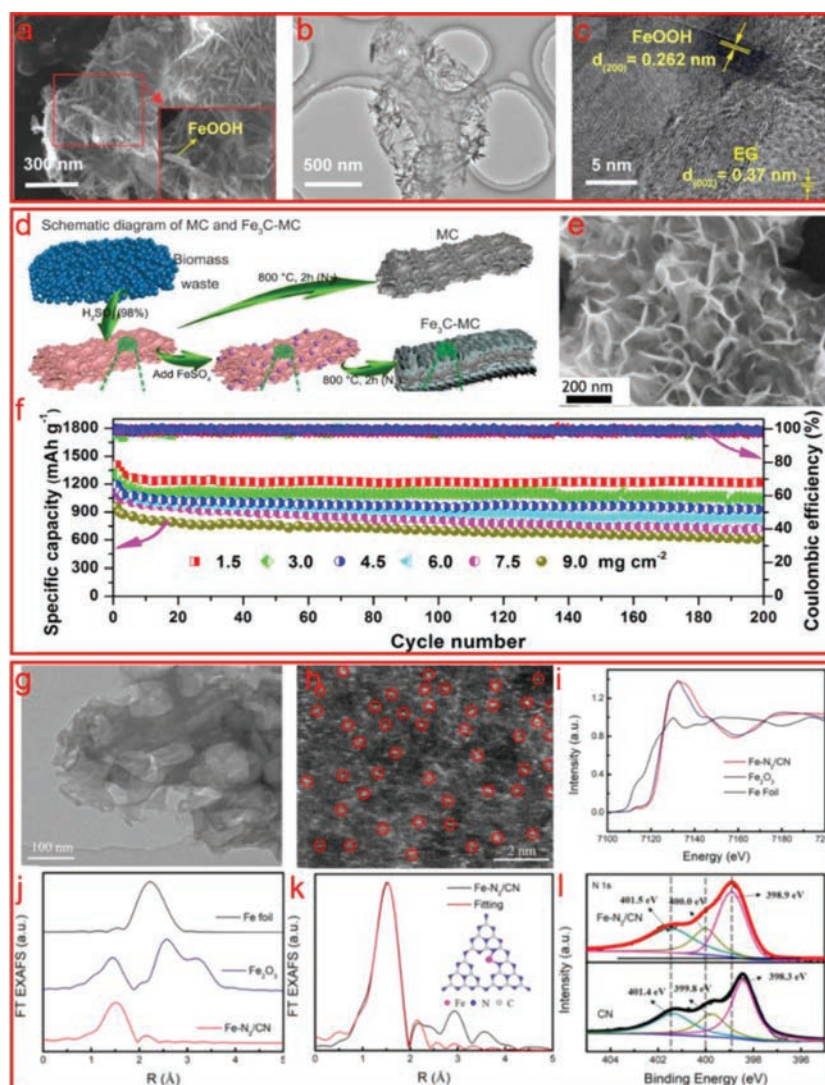 a
FeOOH
300 nm
b
500 nm
c
FeOOH
d(200) = 0.262 nm
EG
d(002) = 0.37 nm
5 nm
d
Schematic diagram of MC and Fe₃C-MC
Biomass
waste
H₂SO₄ (98%)
800 °C, 2h (N₂)
MC
Add FeSO₄
800 °C, 2h (N₂)
Fe₃C-MC
e
200 nm
f
Specific capacity (mAh g⁻¹)
1800
1500
1200
900
600
300
0
100
80
60
40
20
0
Coulombic efficiency (%)
1.5 3.0 4.5 6.0 7.5 9.0 mg cm⁻²
0 20 40 60 80 100 120 140 160 180 200
Cycle number
g
100 nm
h
2 nm
i
Intensity (a.u.)
1.2
0.8
0.4
0.0
Fe-N₂/CN
Fe₂O₃
Fe Foil
7100 7120 7140 7160 7180
Energy (eV)
j
FT EXAFS (a.u.)
Fe foil
Fe₂O₃
Fe-N₂/CN
0 1 2 3 4 5
R (Å)
k
FT EXAFS (a.u.)
Fe-N₂/CN
Fitting
Fe N C
0 1 2 3 4 5
R (Å)
l
Intensity (a.u.)
N 1s
401.5 eV
400.0 eV
398.9 eV
Fe-N₂/CN
401.4 eV
399.8 eV
398.3 eV
CN
404 402 400 398 396
Binding Energy (eV)